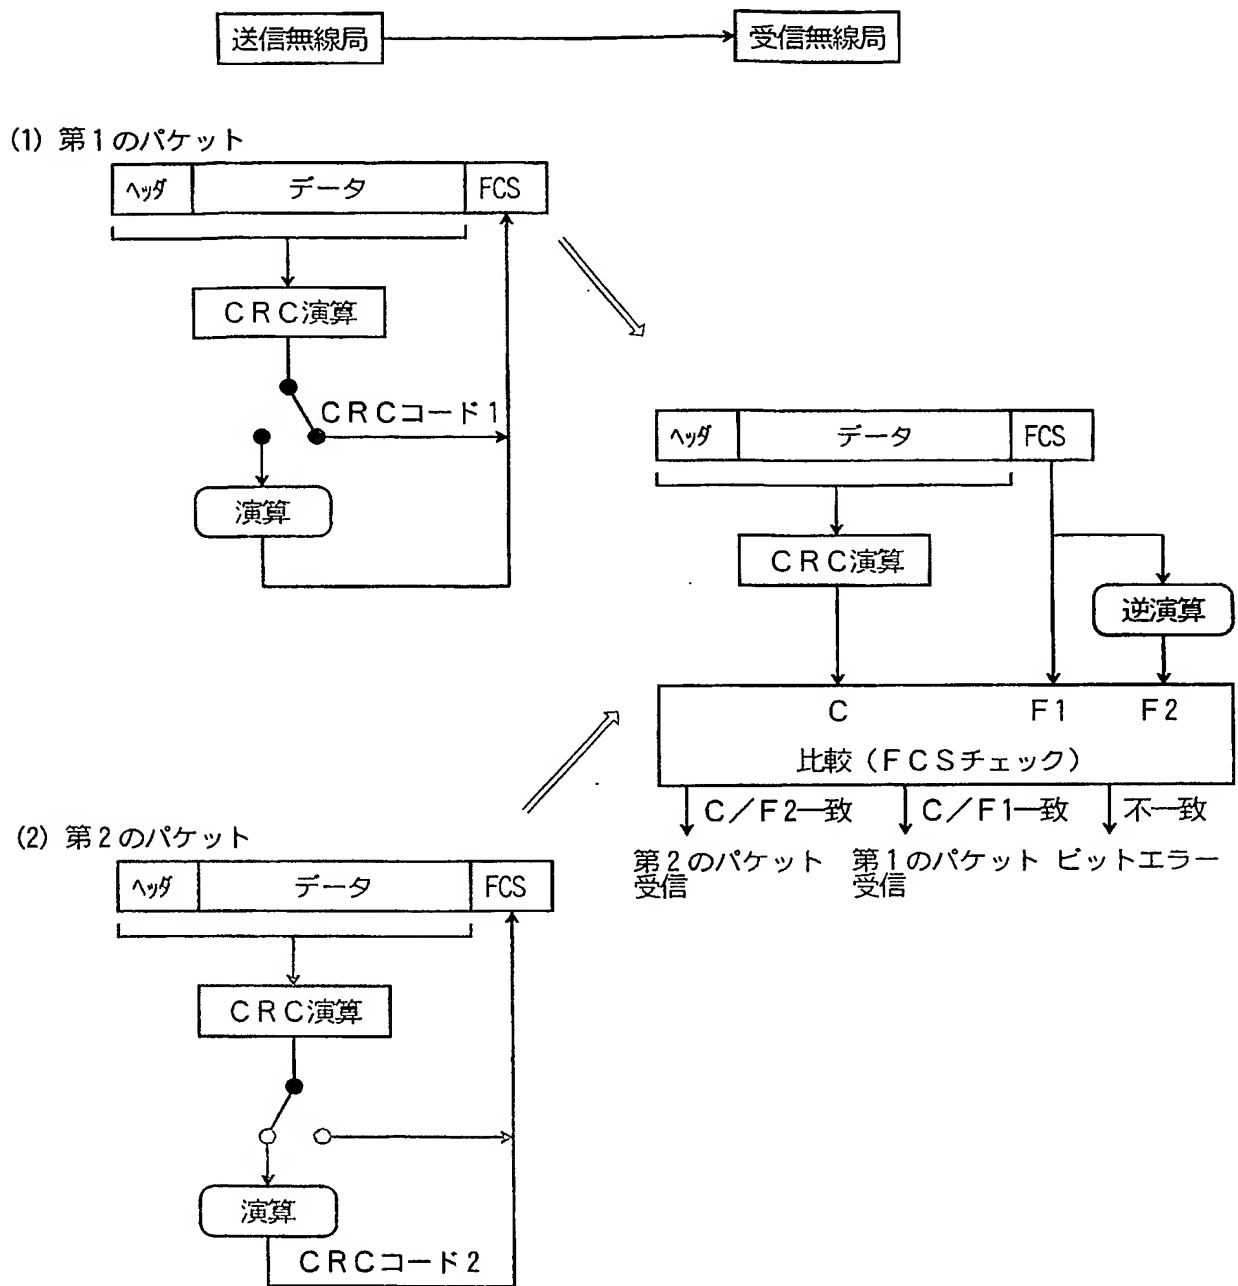 送信無線局
受信無線局
(1) 第1のパケット
ヘッダ
データ
FCS
CRC演算
CRCコード1
演算
ヘッダ
データ
FCS
CRC演算
逆演算
C
F1
F2
比較(FCSチェック)
C/F2一致
C/F1一致
不一致
第2のパケット
受信
第1のパケット
受信
ビットエラー
(2) 第2のパケット
ヘッダ
データ
FCS
CRC演算
演算
CRCコード2